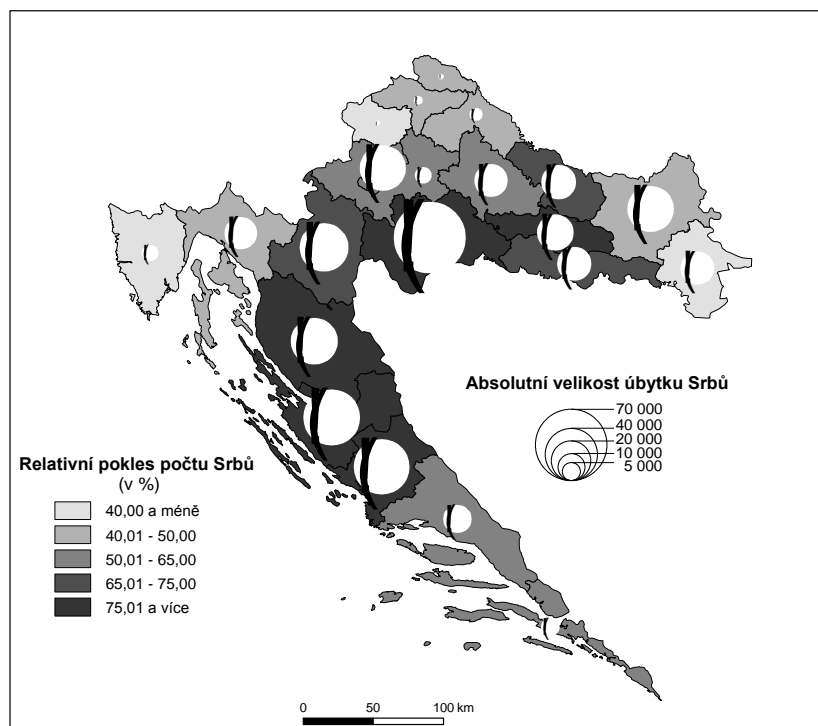 Absolutní velikost úbytku Srbů
70 000
40 000
20 000
10 000
5 000
Relativní pokles počtu Srbů
(v %)
40,00 a méně
40,01 - 50,00
50,01 - 65,00
65,01 - 75,00
75,01 a více
0 50 100 km